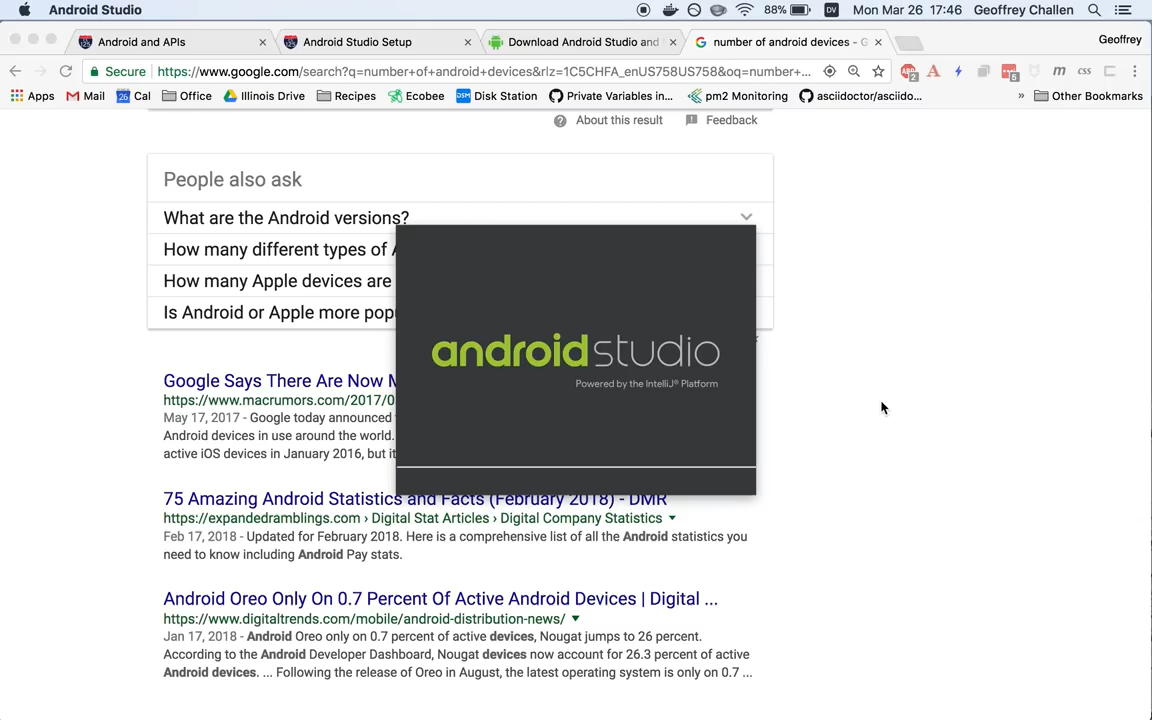 Android Studio
88%
DV
Mon Mar 26 17:46
Geoffrey Challen
Android and APIs
Android Studio Setup
Download Android Studio and
number of android devices - G
Geoffrey
Secure
https://www.google.com/search?q=number+of+android+devices&rlz=1C5CHFA_enUS758US758&oq=number+...
2
A
5
m
css
Apps
Mail
26
Cal
Office
Illinois Drive
Recipes
Ecobee
DSM
Disk Station
Private Variables in...
pm2 Monitoring
asciidoctor/asciido...
»
Other Bookmarks
About this result
Feedback
People also ask
What are the Android versions?
How many different types of
How many Apple devices are
Is Android or Apple more pop
androidstudio
Powered by the IntelliJ® Platform
Google Says There Are Now
https://www.macrumors.com/2017/0
May 17, 2017 - Google today announced
Android devices in use around the world.
active iOS devices in January 2016, but it
75 Amazing Android Statistics and Facts (February 2018) - DMR
https://expandedramblings.com › Digital Stat Articles › Digital Company Statistics
Feb 17, 2018 - Updated for February 2018. Here is a comprehensive list of all the Android statistics you
need to know including Android Pay stats.
Android Oreo Only On 0.7 Percent Of Active Android Devices | Digital ...
https://www.digitaltrends.com/mobile/android-distribution-news/
Jan 17, 2018 - Android Oreo only on 0.7 percent of active devices, Nougat jumps to 26 percent.
According to the Android Developer Dashboard, Nougat devices now account for 26.3 percent of active
Android devices. ... Following the release of Oreo in August, the latest operating system is only on 0.7 ...